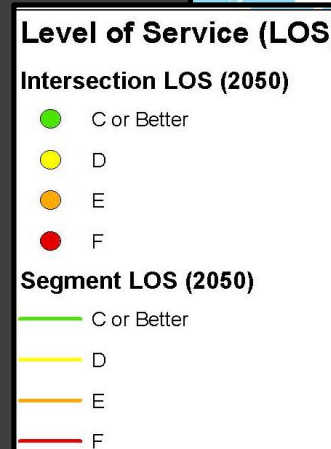 Level of Service (LOS
Intersection LOS (2050)
C or Better
D
E
F
Segment LOS (2050)
C or Better
D
E
F